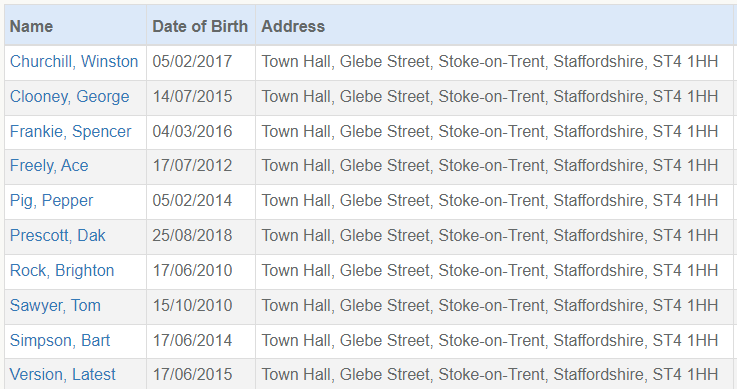 Name Date of Birth Address
Churchill, Winston 05/02/2017 Town Hall, Glebe Street, Stoke-on-Trent, Staffordshire, ST4 1HH
Clooney, George 14/07/2015 Town Hall, Glebe Street, Stoke-on-Trent, Staffordshire, ST4 1HH
Frankie, Spencer 04/03/2016 Town Hall, Glebe Street, Stoke-on-Trent, Staffordshire, ST4 1HH
Freely, Ace 17/07/2012 Town Hall, Glebe Street, Stoke-on-Trent, Staffordshire, ST4 1HH
Pig, Pepper 05/02/2014 Town Hall, Glebe Street, Stoke-on-Trent, Staffordshire, ST4 1HH
Prescott, Dak 25/08/2018 Town Hall, Glebe Street, Stoke-on-Trent, Staffordshire, ST4 1HH
Rock, Brighton 17/06/2010 Town Hall, Glebe Street, Stoke-on-Trent, Staffordshire, ST4 1HH
Sawyer, Tom 15/10/2010 Town Hall, Glebe Street, Stoke-on-Trent, Staffordshire, ST4 1HH
Simpson, Bart 17/06/2014 Town Hall, Glebe Street, Stoke-on-Trent, Staffordshire, ST4 1HH
Version, Latest 17/06/2015 Town Hall, Glebe Street, Stoke-on-Trent, Staffordshire, ST4 1HH